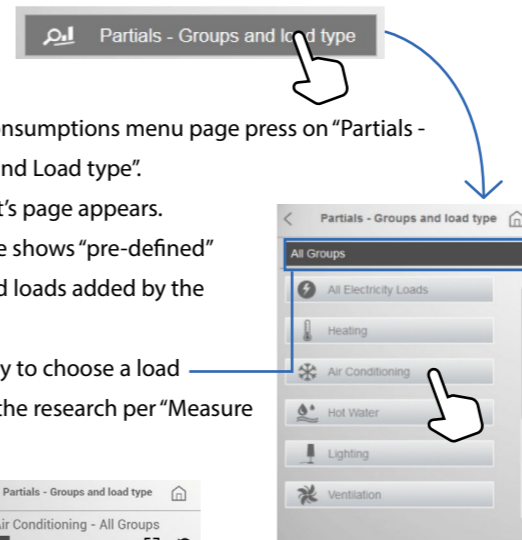 Partials - Groups and load type
onsumptions menu page press on “Partials -
nd Load type”.
t’s page appears.
e shows “pre-defined”
d loads added by the
y to choose a load
the research per “Measure
Partials - Groups and load type
All Groups
All Electricity Loads
Heating
Air Conditioning
Hot Water
Lighting
Ventilation
Partials - Groups and load type
ir Conditioning - All Groups